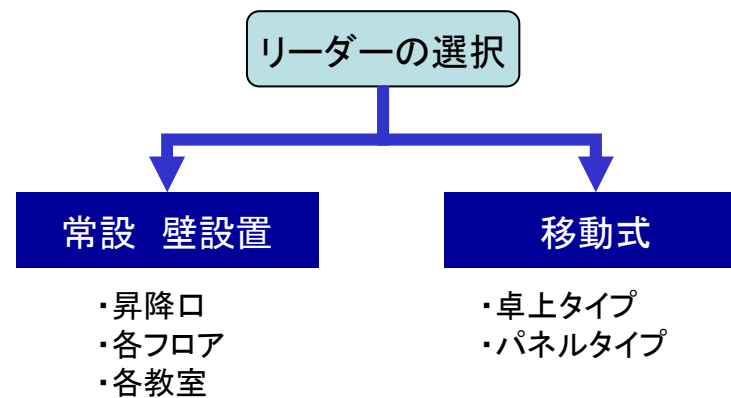 リーダーの選択
常設　壁設置
・昇降口
・各フロア
・各教室
移動式
・卓上タイプ
・パネルタイプ